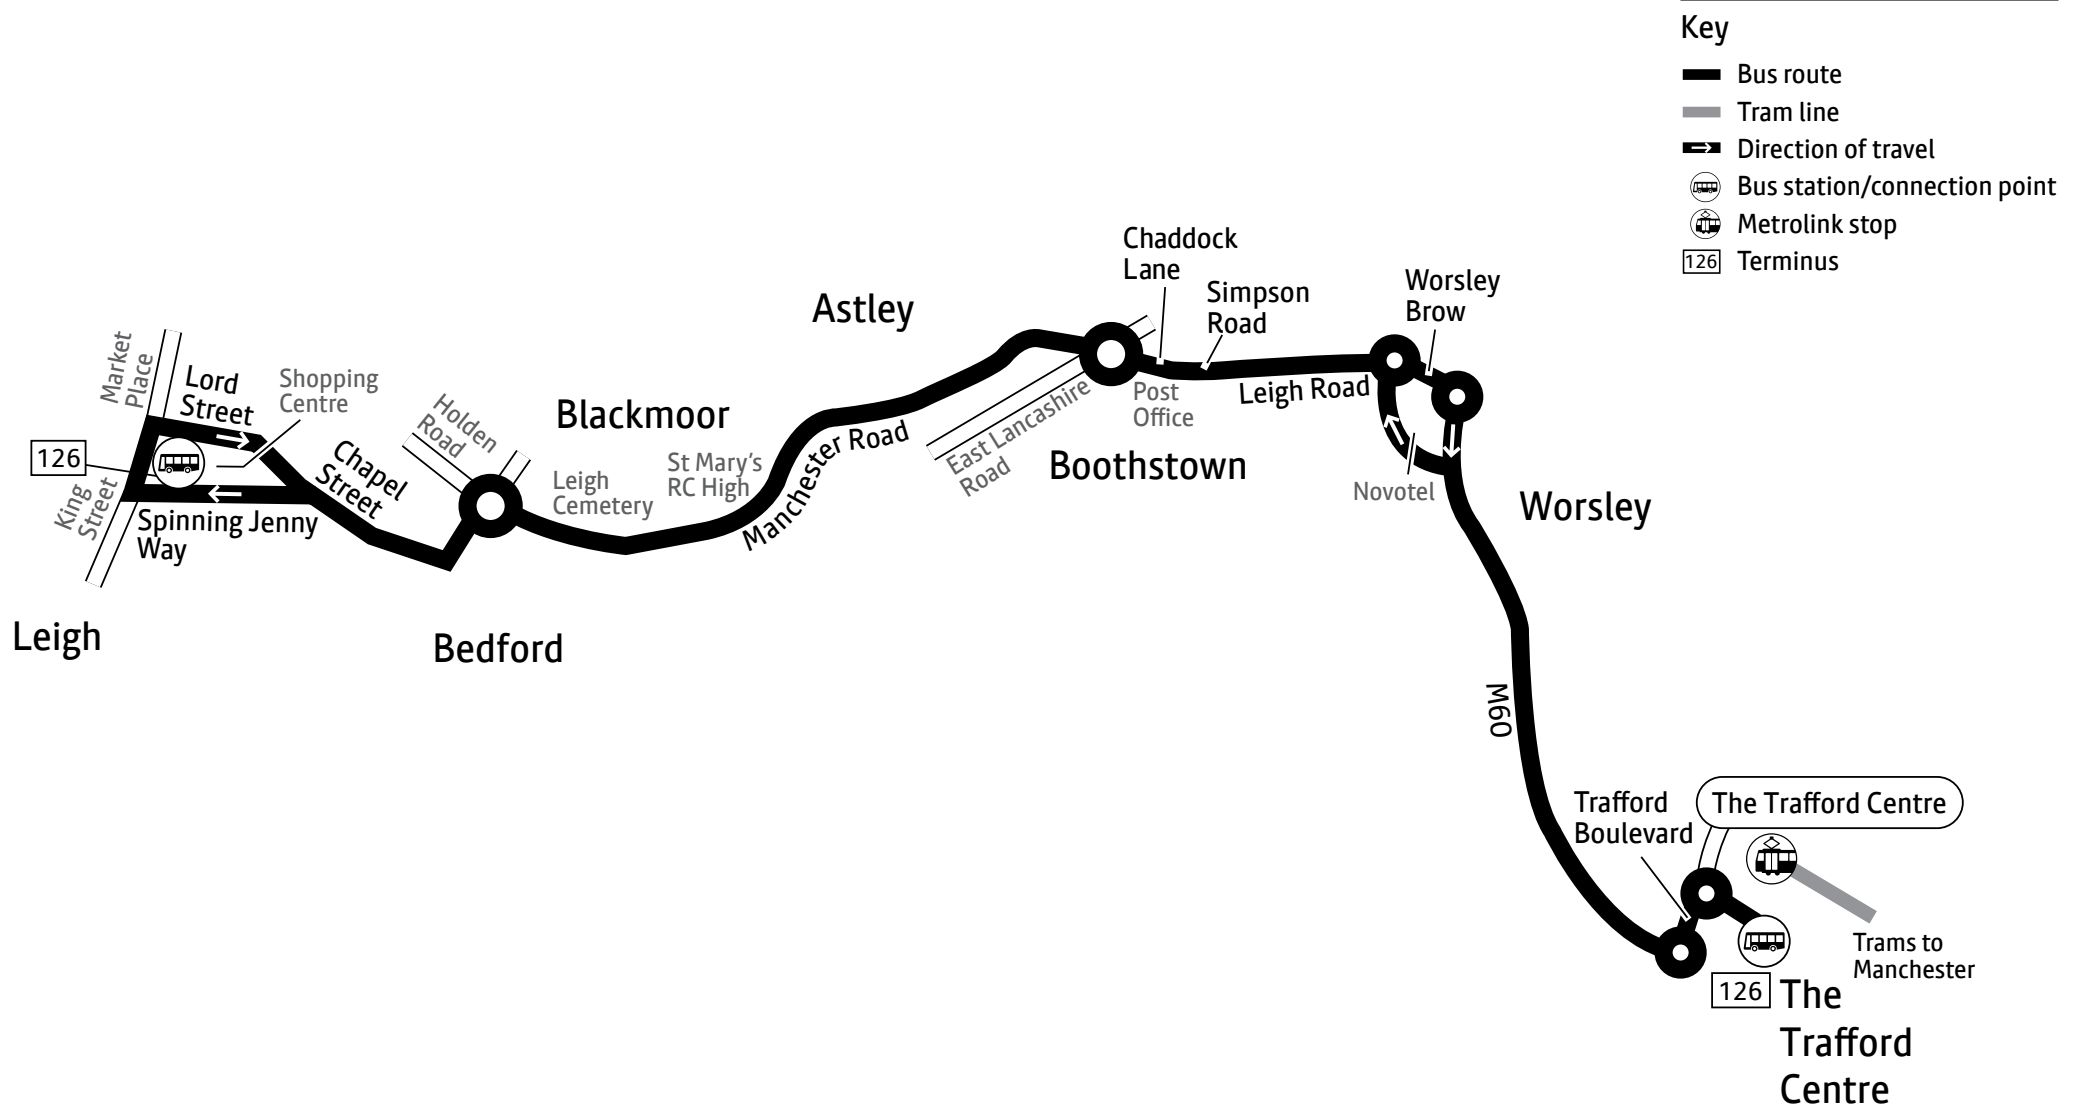 Key
Bus route
Tram line
Direction of travel
Bus station/connection point
Metrolink stop
126 Terminus
Market
Place
Lord
Street
Shopping
Centre
126
King
Street
Spinning Jenny
Way
Chapel
Street
Leigh
Holden
Road
Bedford
Blackmoor
Leigh
Cemetery
St Mary's
RC High
Manchester Road
Astley
East Lancashire
Road
Chaddock
Lane
Simpson
Road
Post
Office
Boothstown
Leigh Road
Worsley
Brow
Novotel
Worsley
M60
Trafford
Boulevard
The Trafford Centre
Trams to
Manchester
126
The
Trafford
Centre